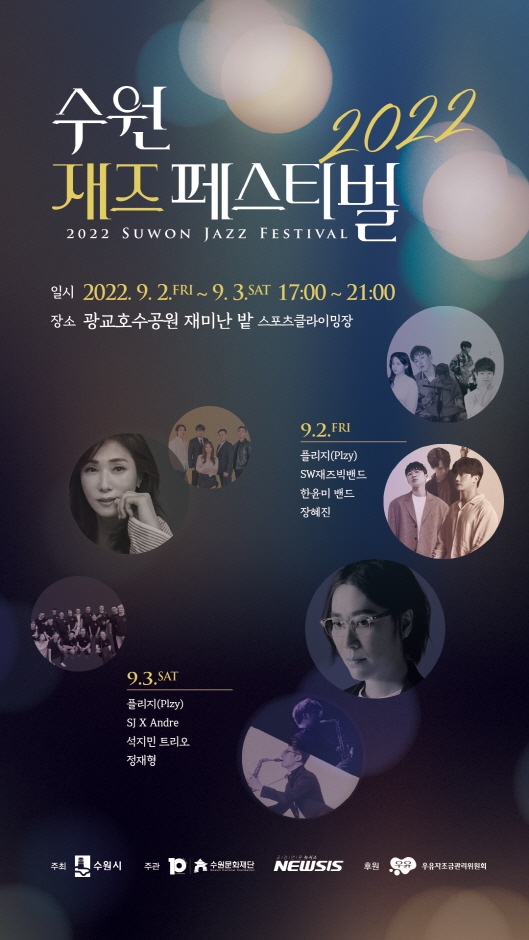 수원
2022
재즈 페스티벌
2022 SUWON JAZZ FESTIVAL
일시 2022. 9. 2.FRI ~ 9. 3.SAT 17:00 ~ 21:00
장소 광교호수공원 재미난 밭 스포츠클라이밍장
9.2.FRI
플리지(Plzy)
SW재즈빅밴드
한윤미 밴드
장혜진
9.3.SAT
플리지(Plzy)
SJ X Andre
석지민 트리오
정재형
주최 수원시 주관 10 수원문화재단 NEWSIS 후원 우유 우유자조금관리위원회